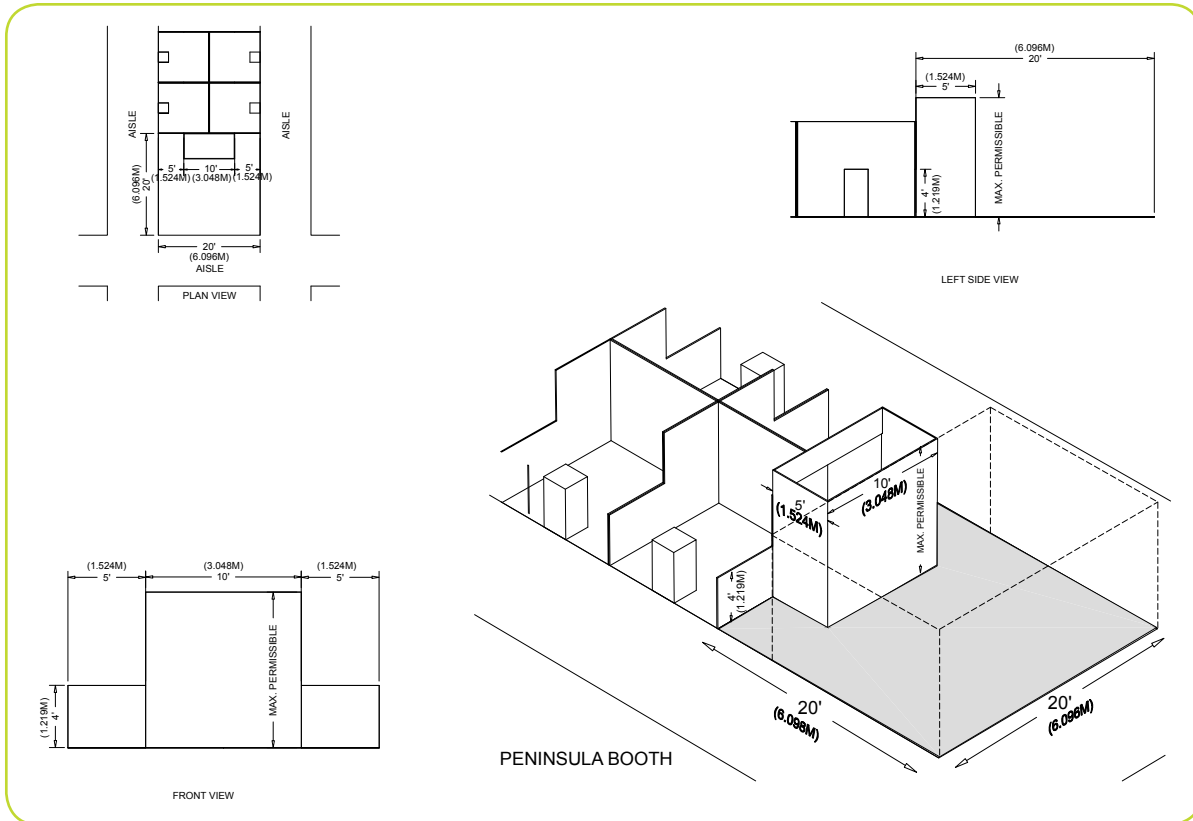 AISLE
AISLE
5'
10'
5'
(1.524M)
(3.048M)
(1.524M)
(6.096M)
20'
20'
(6.096M)
AISLE
PLAN VIEW
(6.096M)
20'
(1.524M)
5'
MAX. PERMISSIBLE
4'
(1.219M)
LEFT SIDE VIEW
(1.524M)
5'
(3.048M)
10'
(1.524M)
5'
MAX. PERMISSIBLE
(1.219M)
4'
FRONT VIEW
5'
(1.524M)
10'
(3.048M)
MAX. PERMISSIBLE
4'
(1.219M)
20'
(6.096M)
20'
(6.096M)
PENINSULA BOOTH